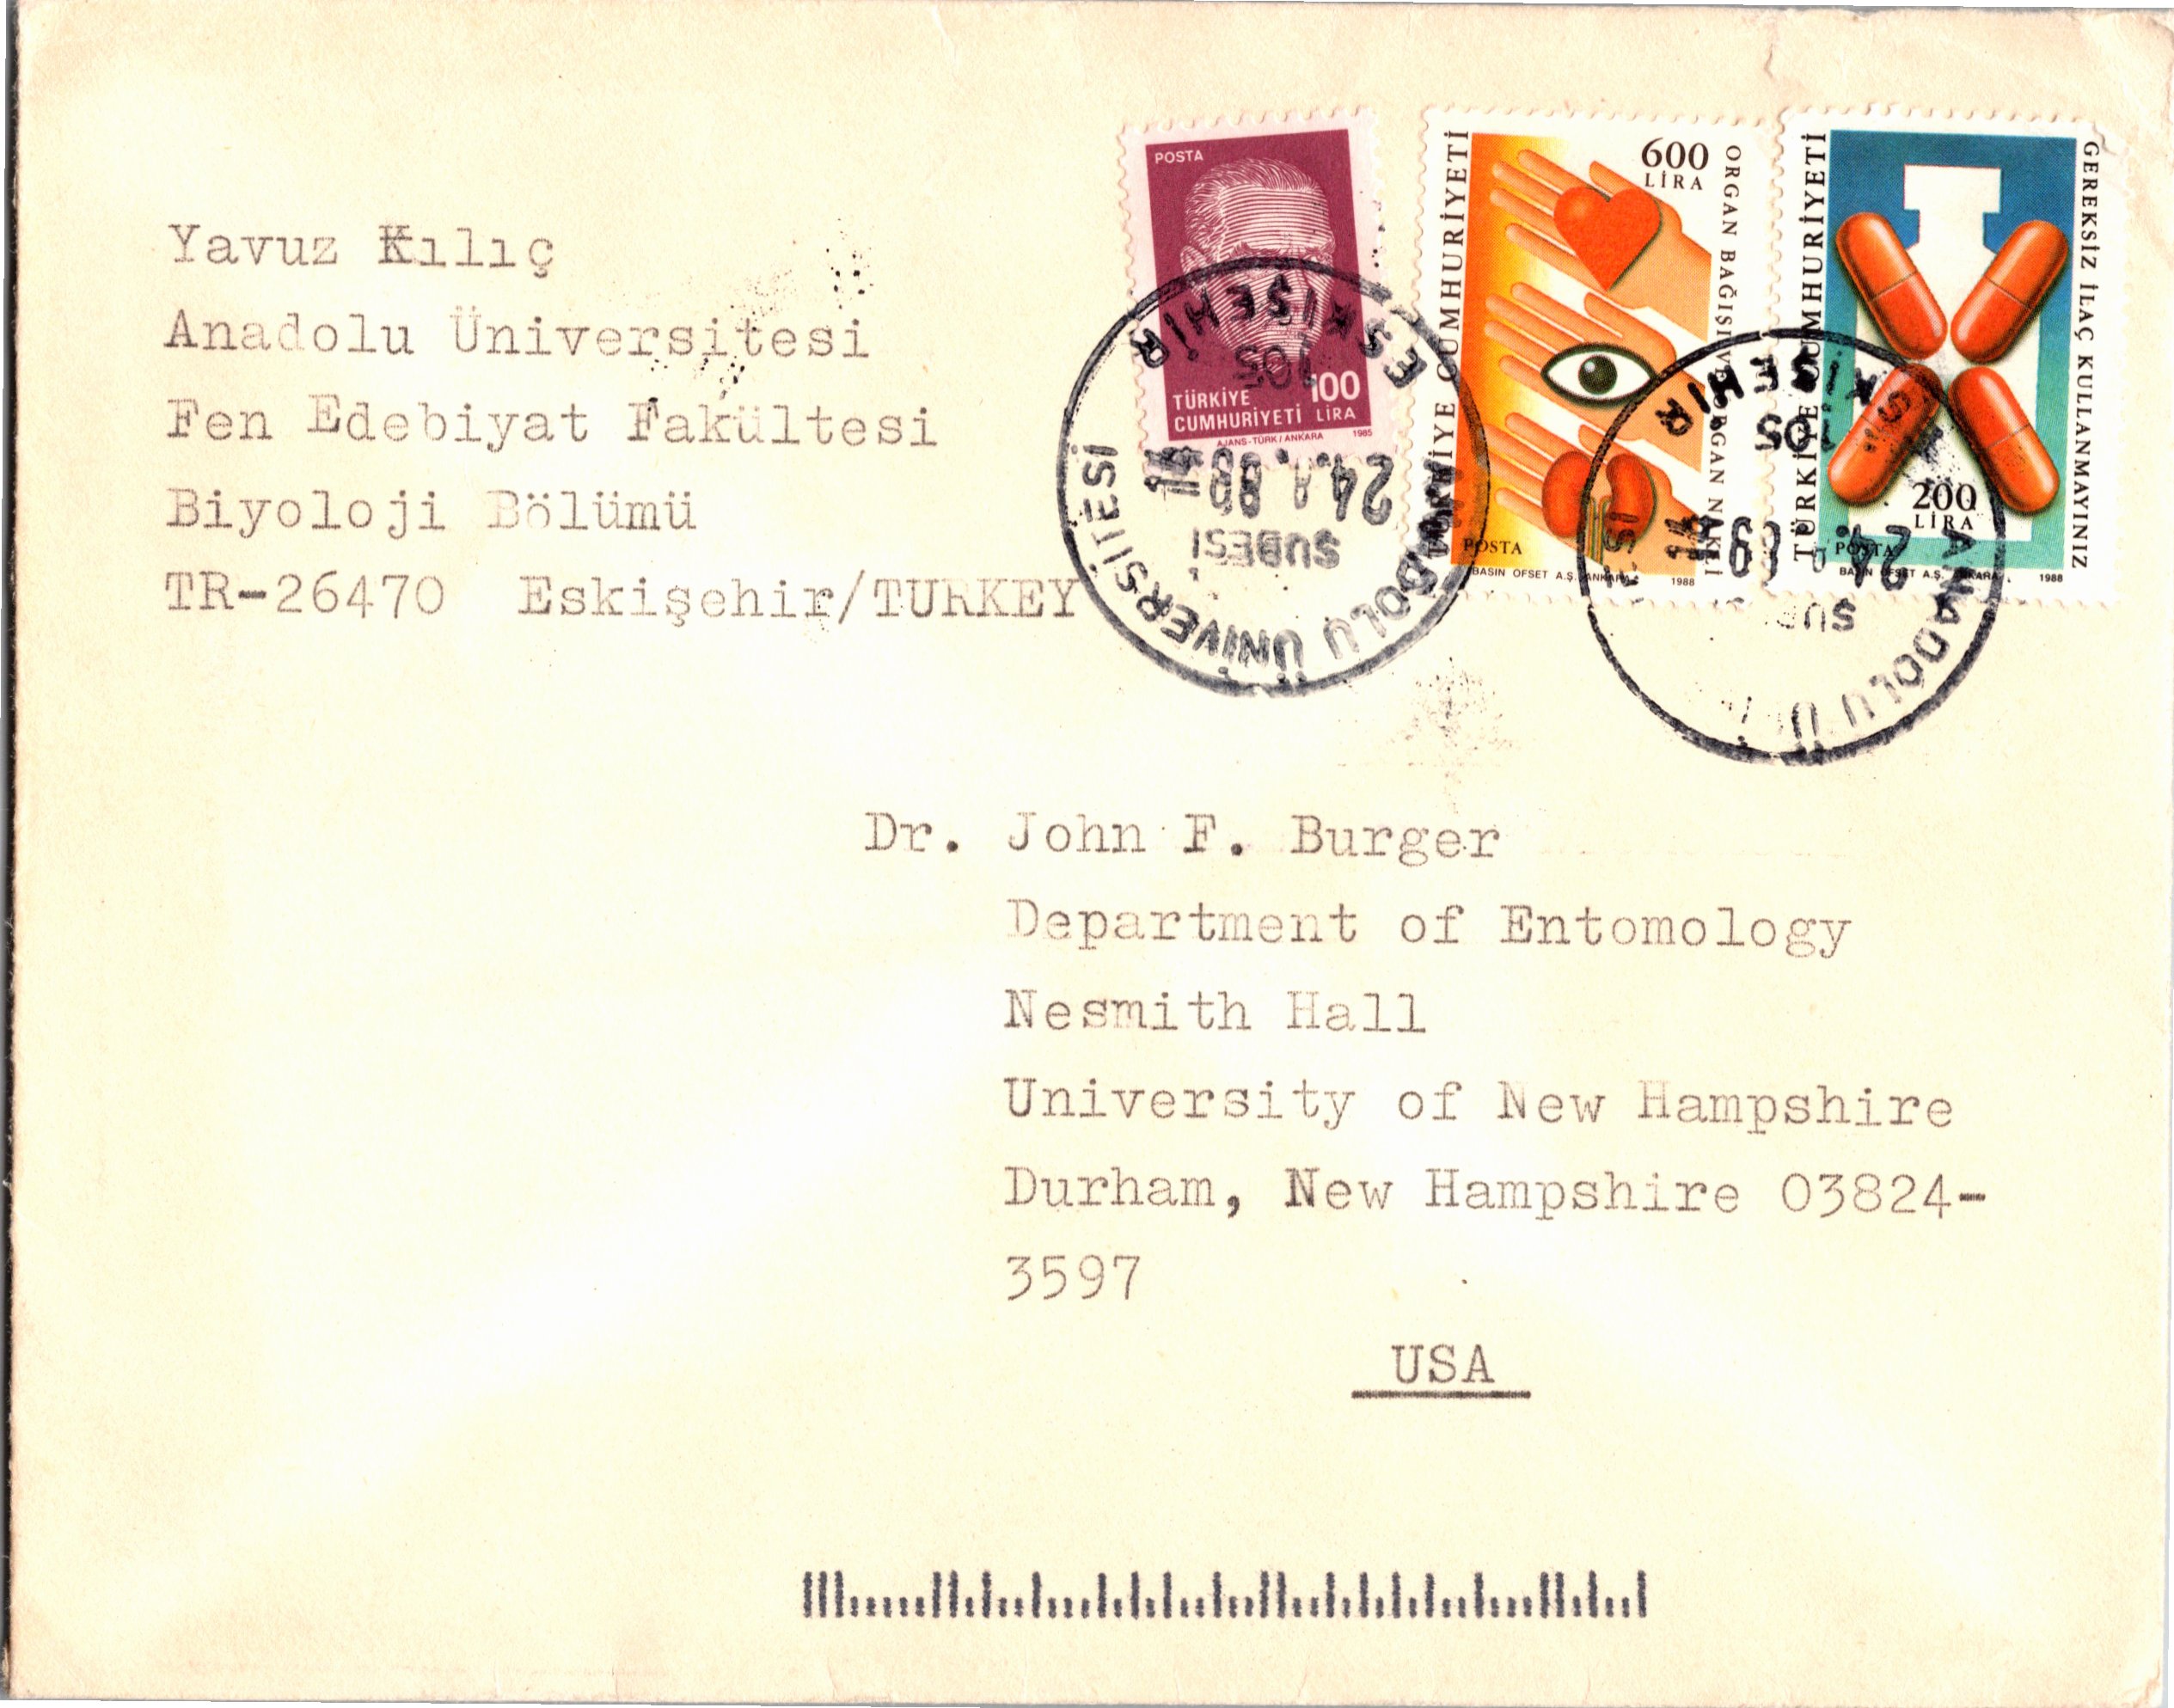 Yavuz Kılıç
Anadolu Üniversitesi
Fen Edebiyat Fakültesi
Biyoloji Bölümü
TR-26470 Eskişehir/TURKEY
POSTA
TÜRKİYE
CUMHURİYETİ
100
LİRA
AJANS-TÜRK / ANKARA 1985
TÜRKİYE CUMHURİYETİ
600
LİRA
ORGAN BAĞIŞI VE ORGAN NAKLİ
POSTA
BASIN OFSET A.Ş. ANKARA 1988
TÜRKİYE CUMHURİYETİ
GEREKSİZ İLAÇ KULLANMAYINIZ
200
LİRA
POSTA
BASIN OFSET A.Ş. ANKARA 1988
ANADOLU ÜNİVERSİTESİ
ŞUBESİ
105
ESKİŞEHİR
ANADOLU
105
Dr. John F. Burger
Department of Entomology
Nesmith Hall
University of New Hampshire
Durham, New Hampshire 03824-
3597
USA